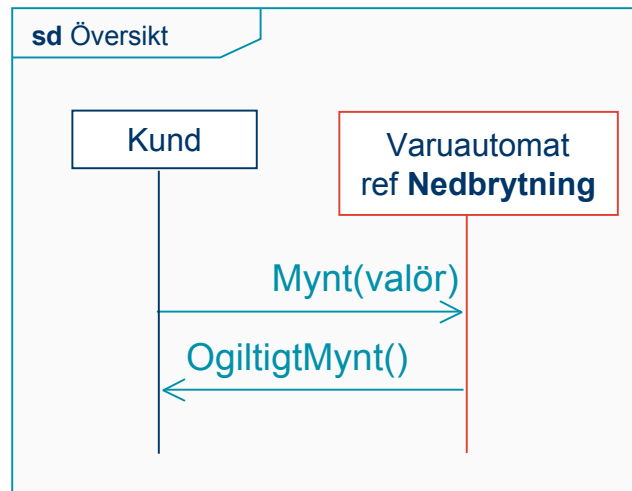 sd Översikt
Kund
Varuautomat
ref Nedbrytning
Mynt(valör)
OgiltigtMynt()